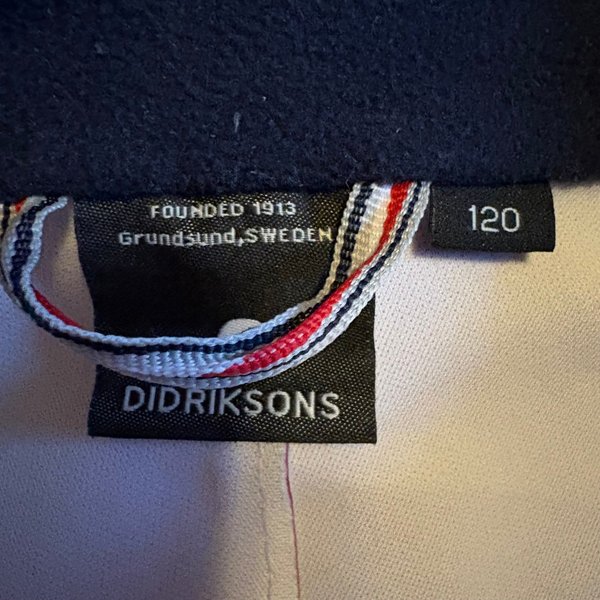 FOUNDED 1913
Grundsund, SWEDEN
120
DIDRIKSONS